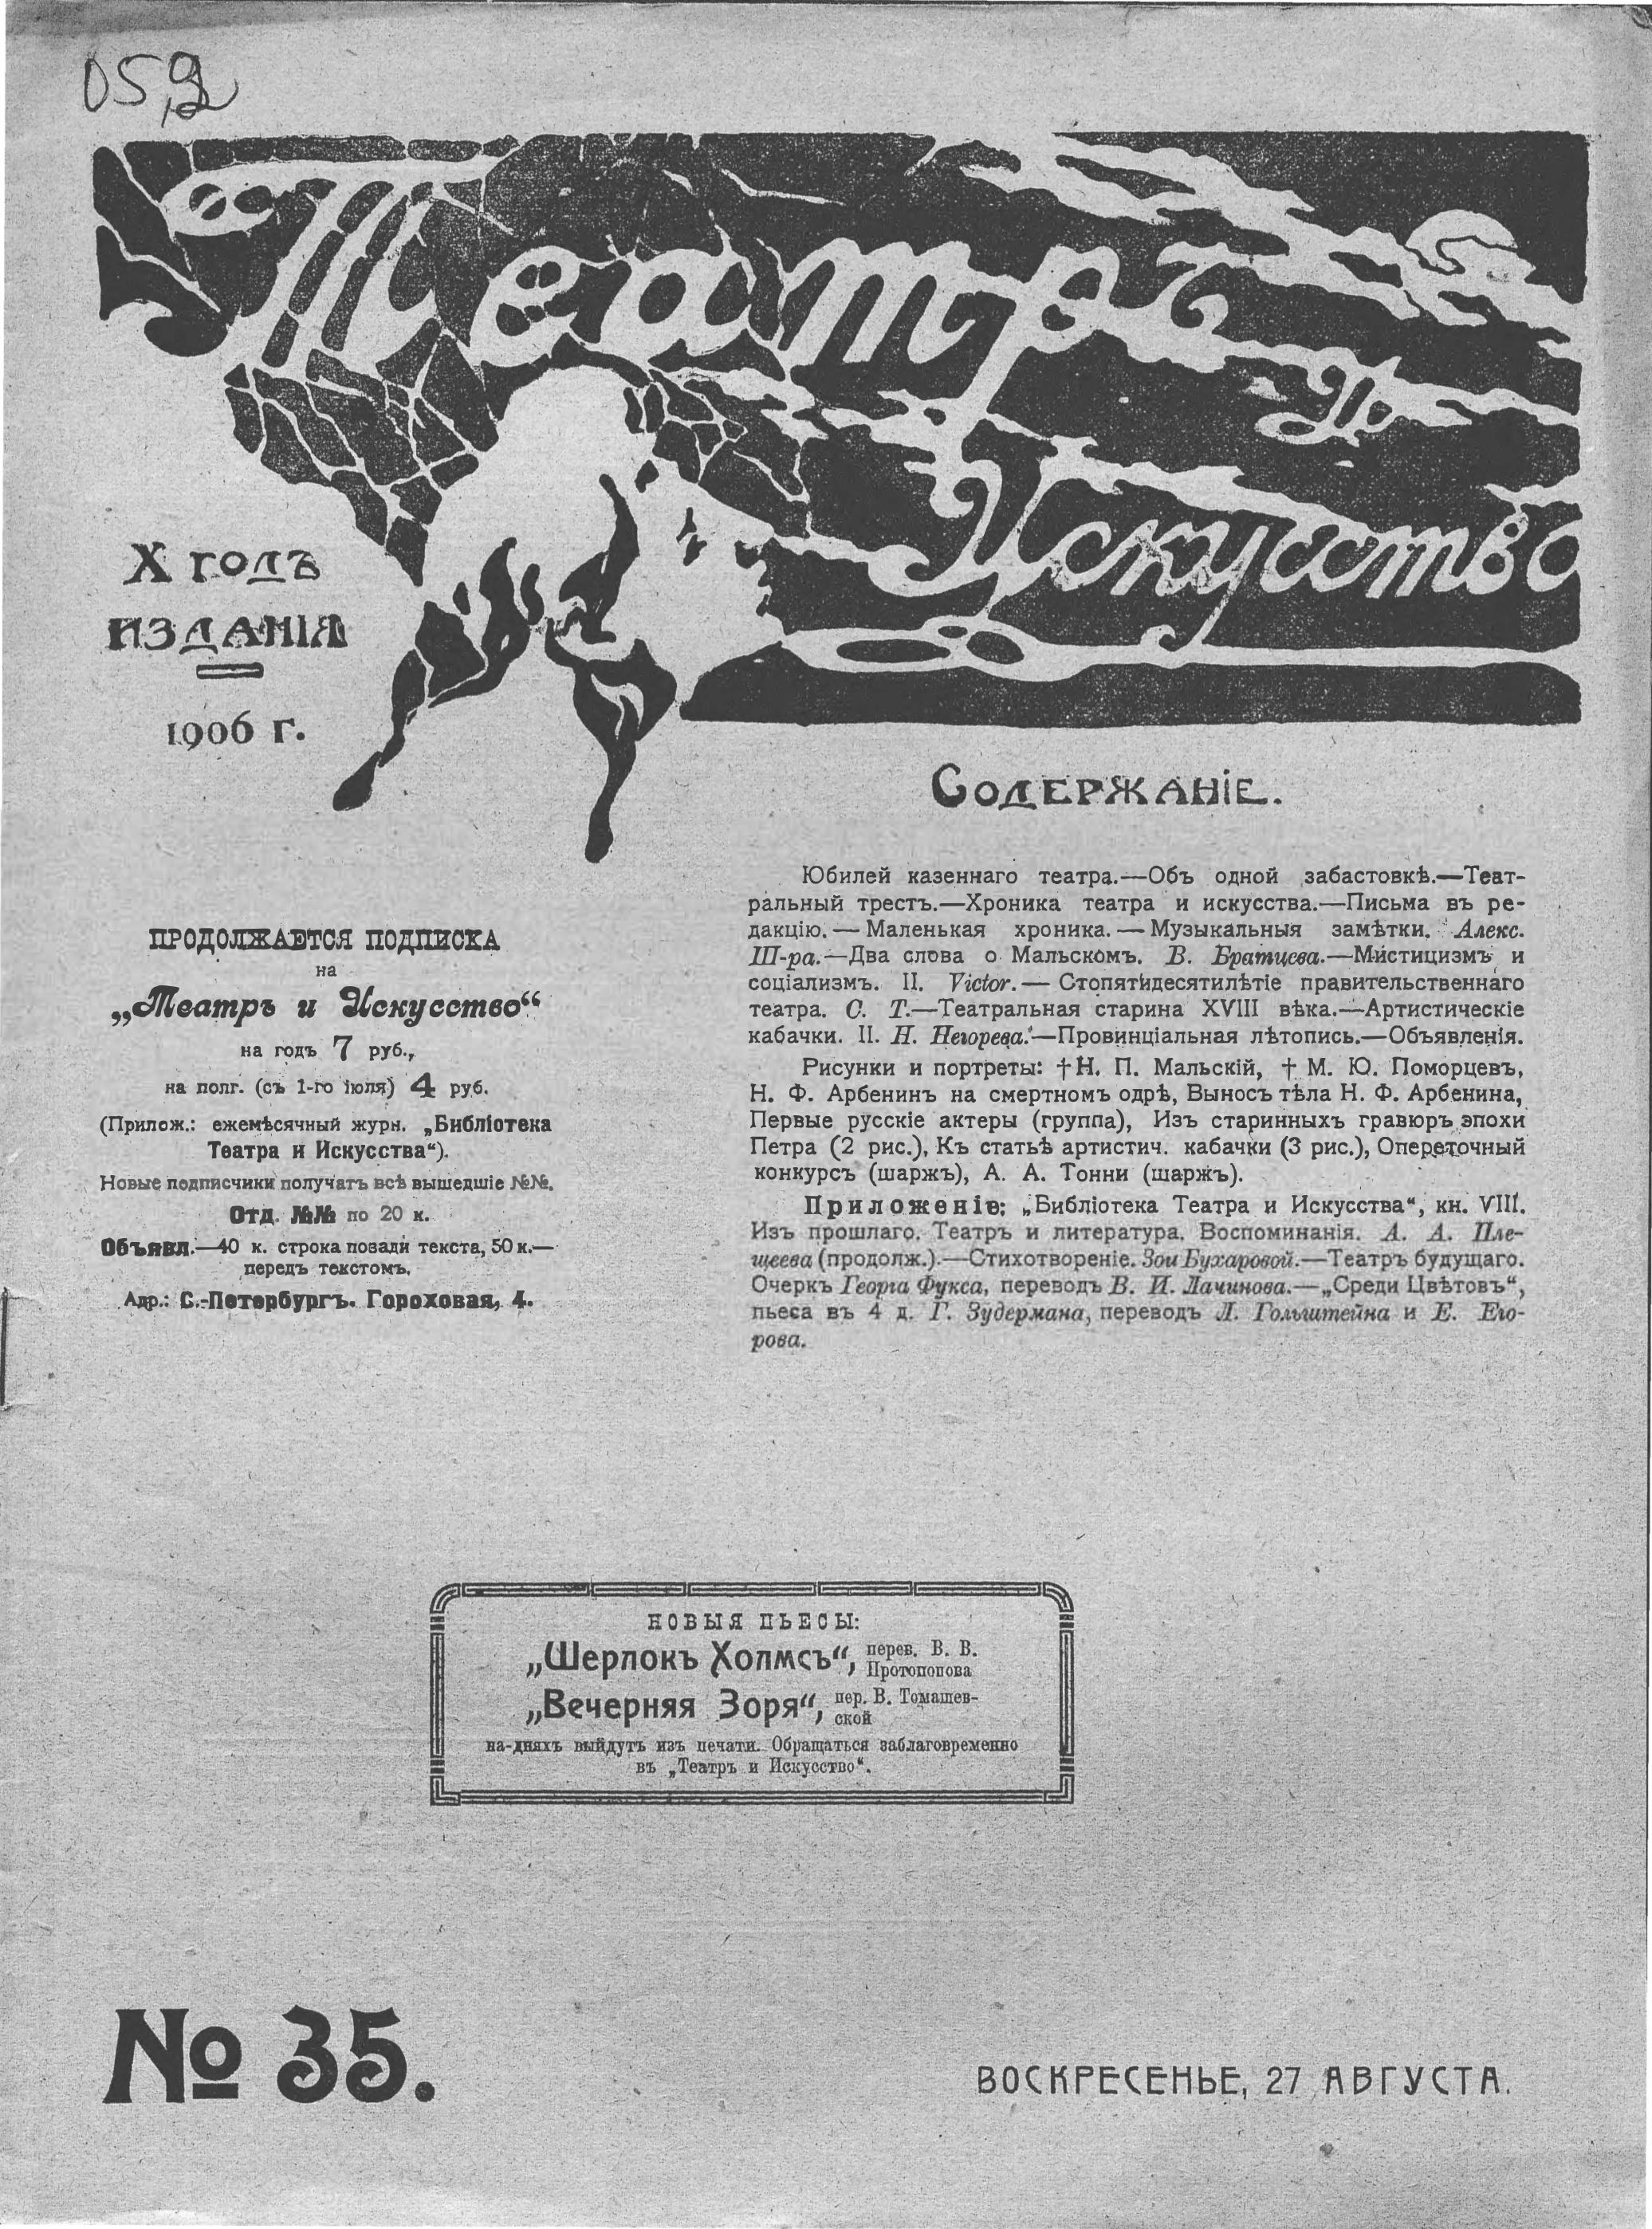 052
Театръ
и
Искусство
X годъ
изданія
1906 г.
ПРОДОЛЖАЕТСЯ ПОДПИСКА
на
„Театръ и Искусство“
на годъ 7 руб.,
на полг. (съ 1-го іюля) 4 руб.
(Прилож.: ежемѣсячный журн. „Библіотека
Театра и Искусства“).
Новые подписчики получатъ всѣ вышедшіе №№.
Отд. №№ по 20 к.
Объявл.—40 к. строка позади текста, 50 к.—
передъ текстомъ.
Адр.: С.-Петербургъ. Гороховая, 4.
Содержаніе.
Юбилей казеннаго театра.—Объ одной забастовкѣ.—Теат-
ральный трестъ.—Хроника театра и искусства.—Письма въ ре-
дакцію.—Маленькая хроника.—Музыкальныя замѣтки. Алекс.
Ш-ра.—Два слова о Мальскомъ. В. Братцева.—Мистицизмъ и
соціализмъ. II. Victor.—Стопятидесятилѣтіе правительственнаго
театра. С. Т.—Театральная старина XVIII вѣка.—Артистическіе
кабачки. II. Н. Негорева.—Провинціальная лѣтопись.—Объявленія.
Рисунки и портреты: † Н. П. Мальскій, † М. Ю. Поморцевъ,
Н. Ф. Арбенинъ на смертномъ одрѣ, Выносъ тѣла Н. Ф. Арбенина,
Первые русскіе актеры (группа), Изъ старинныхъ гравюръ эпохи
Петра (2 рис.), Къ статьѣ артистич. кабачки (3 рис.), Опереточный
конкурсъ (шаржъ), А. А. Тонни (шаржъ).
Приложеніе: „Библіотека Театра и Искусства“, кн. VIII.
Изъ прошлаго. Театръ и литература. Воспоминанія. А. А. Пле-
щеева (продолж.).—Стихотвореніе. Зои Бухаровой.—Театръ будущаго.
Очеркъ Георга Фукса, переводъ В. И. Лачинова.—„Среди Цвѣтовъ“,
пьеса въ 4 д. Г. Зудермана, переводъ Л. Гольштейна и Е. Его-
рова.
НОВЫЯ ПЬЕСЫ:
„Шерлокъ Холмсъ“, перев. В. В. Протопопова
„Вечерняя Зоря“, пер. В. Томашев-
ской
на-дняхъ выйдутъ изъ печати. Обращаться заблаговременно
въ „Театръ и Искусство“.
№ 35.
ВОСКРЕСЕНЬЕ, 27 АВГУСТА.